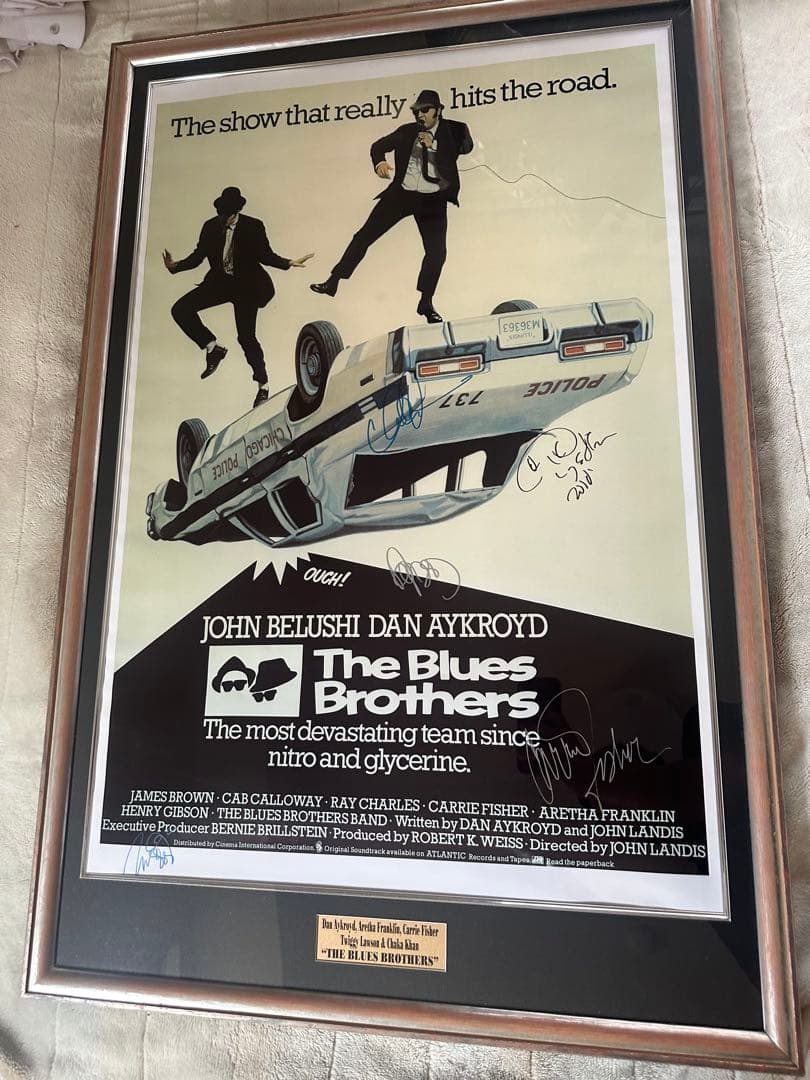 The show that really hits the road.
"ILLINOIS"
M36363
POLICE
737
CHICAGO POLICE
OUCH!
JOHN BELUSHI DAN AYKROYD
The Blues
Brothers
The most devastating team since
nitro and glycerine.
Carrie Fisher
JAMES BROWN · CAB CALLOWAY · RAY CHARLES · CARRIE FISHER · ARETHA FRANKLIN
HENRY GIBSON · THE BLUES BROTHERS BAND · Written by DAN AYKROYD and JOHN LANDIS
Executive Producer BERNIE BRILLSTEIN · Produced by ROBERT K. WEISS · Directed by JOHN LANDIS
Distributed by Cinema International Corporation. Original Soundtrack available on ATLANTIC Records and Tapes. Read the paperback
Dan Aykroyd, Aretha Franklin, Carrie Fisher
Twiggy Lawson & Chaka Khan
"THE BLUES BROTHERS"